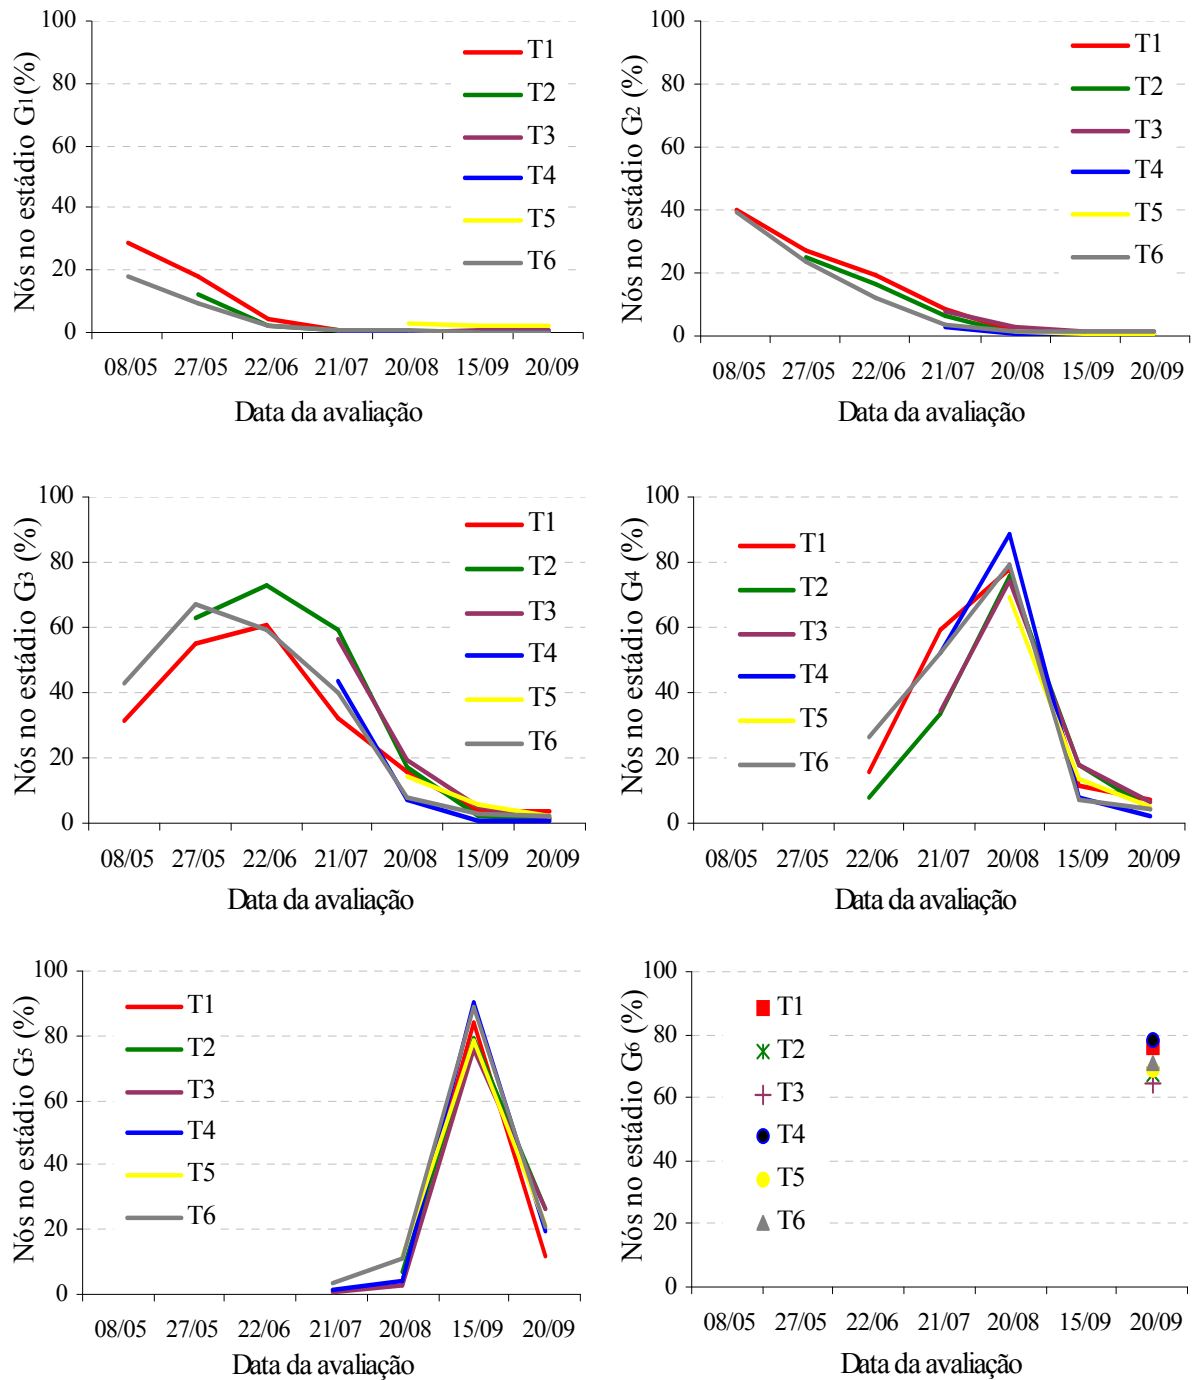 Nós no estádio G1(%)
100
80
60
40
20
0
T1
T2
T3
T4
T5
T6
08/05 27/05 22/06 21/07 20/08 15/09 20/09
Data da avaliação
Nós no estádio G2 (%)
100
80
60
40
20
0
T1
T2
T3
T4
T5
T6
08/05 27/05 22/06 21/07 20/08 15/09 20/09
Data da avaliação
Nós no estádio G3 (%)
100
80
60
40
20
0
T1
T2
T3
T4
T5
T6
08/05 27/05 22/06 21/07 20/08 15/09 20/09
Data da avaliação
Nós no estádio G4 (%)
100
80
60
40
20
0
T1
T2
T3
T4
T5
T6
08/05 27/05 22/06 21/07 20/08 15/09 20/09
Data da avaliação
Nós no estádio G5 (%)
100
80
60
40
20
0
T1
T2
T3
T4
T5
T6
08/05 27/05 22/06 21/07 20/08 15/09 20/09
Data da avaliação
Nós no estádio G6 (%)
100
80
60
40
20
0
T1
T2
T3
T4
T5
T6
08/05 27/05 22/06 21/07 20/08 15/09 20/09
Data da avaliação